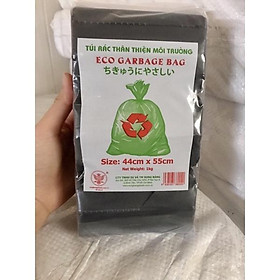 TÚI RÁC THÂN THIỆN MÔI TRƯỜNG
ECO GARBAGE BAG
ちきゅうにやさしい
Size: 44cm x 55cm
Net Weight: 1kg